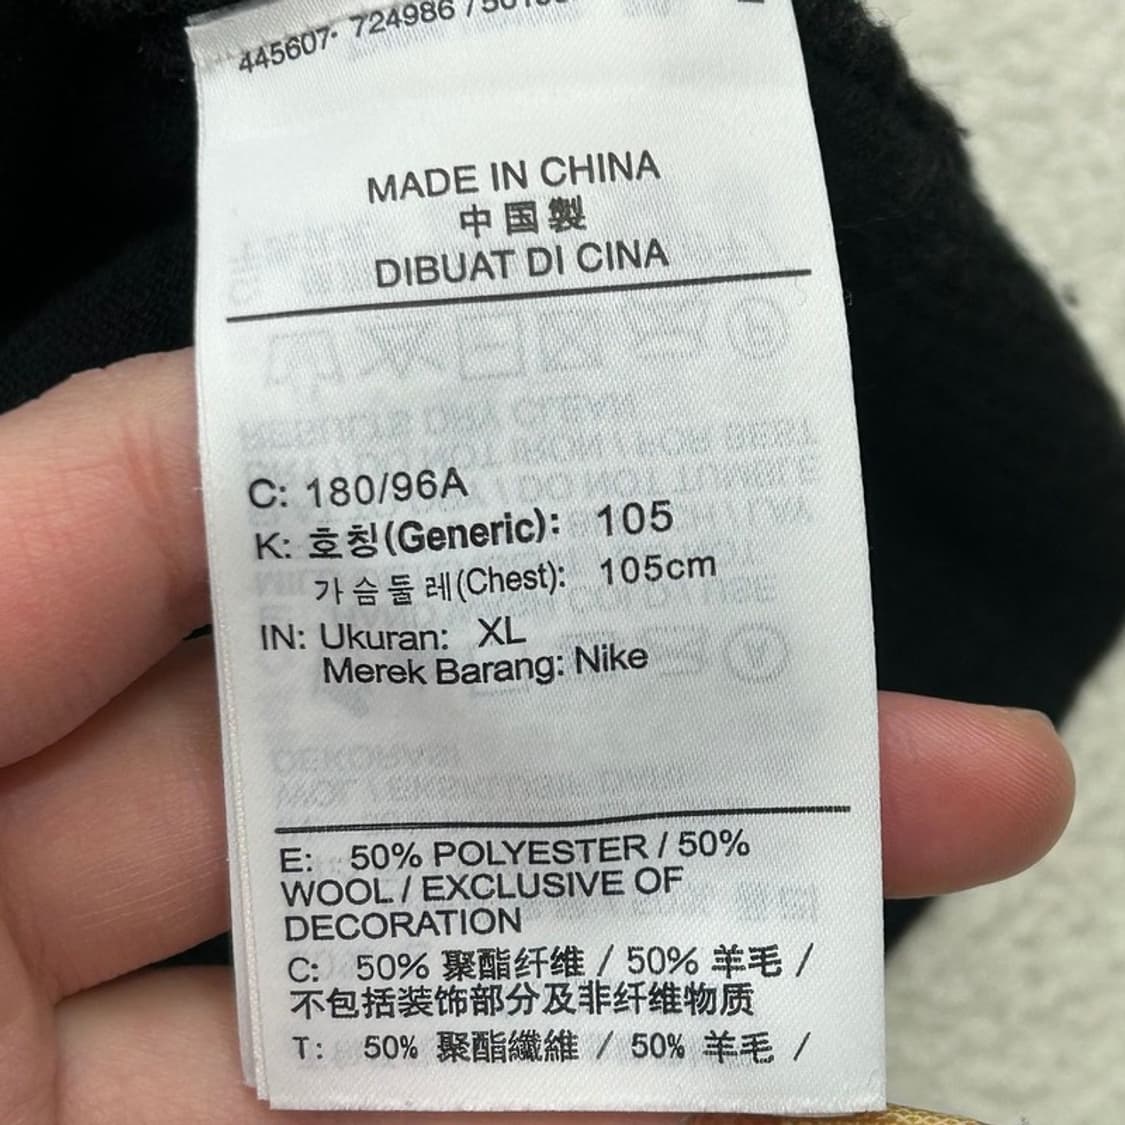 445607- 724986
MADE IN CHINA
中国製
DIBUAT DI CINA
C: 180/96A
K: 호칭(Generic): 105
가슴둘레(Chest): 105cm
IN: Ukuran: XL
Merek Barang: Nike
E: 50% POLYESTER / 50%
WOOL / EXCLUSIVE OF
DECORATION
C: 50% 聚酯纤维 / 50% 羊毛 /
不包括装饰部分及非纤维物质
T: 50% 聚酯纖維 / 50% 羊毛 /